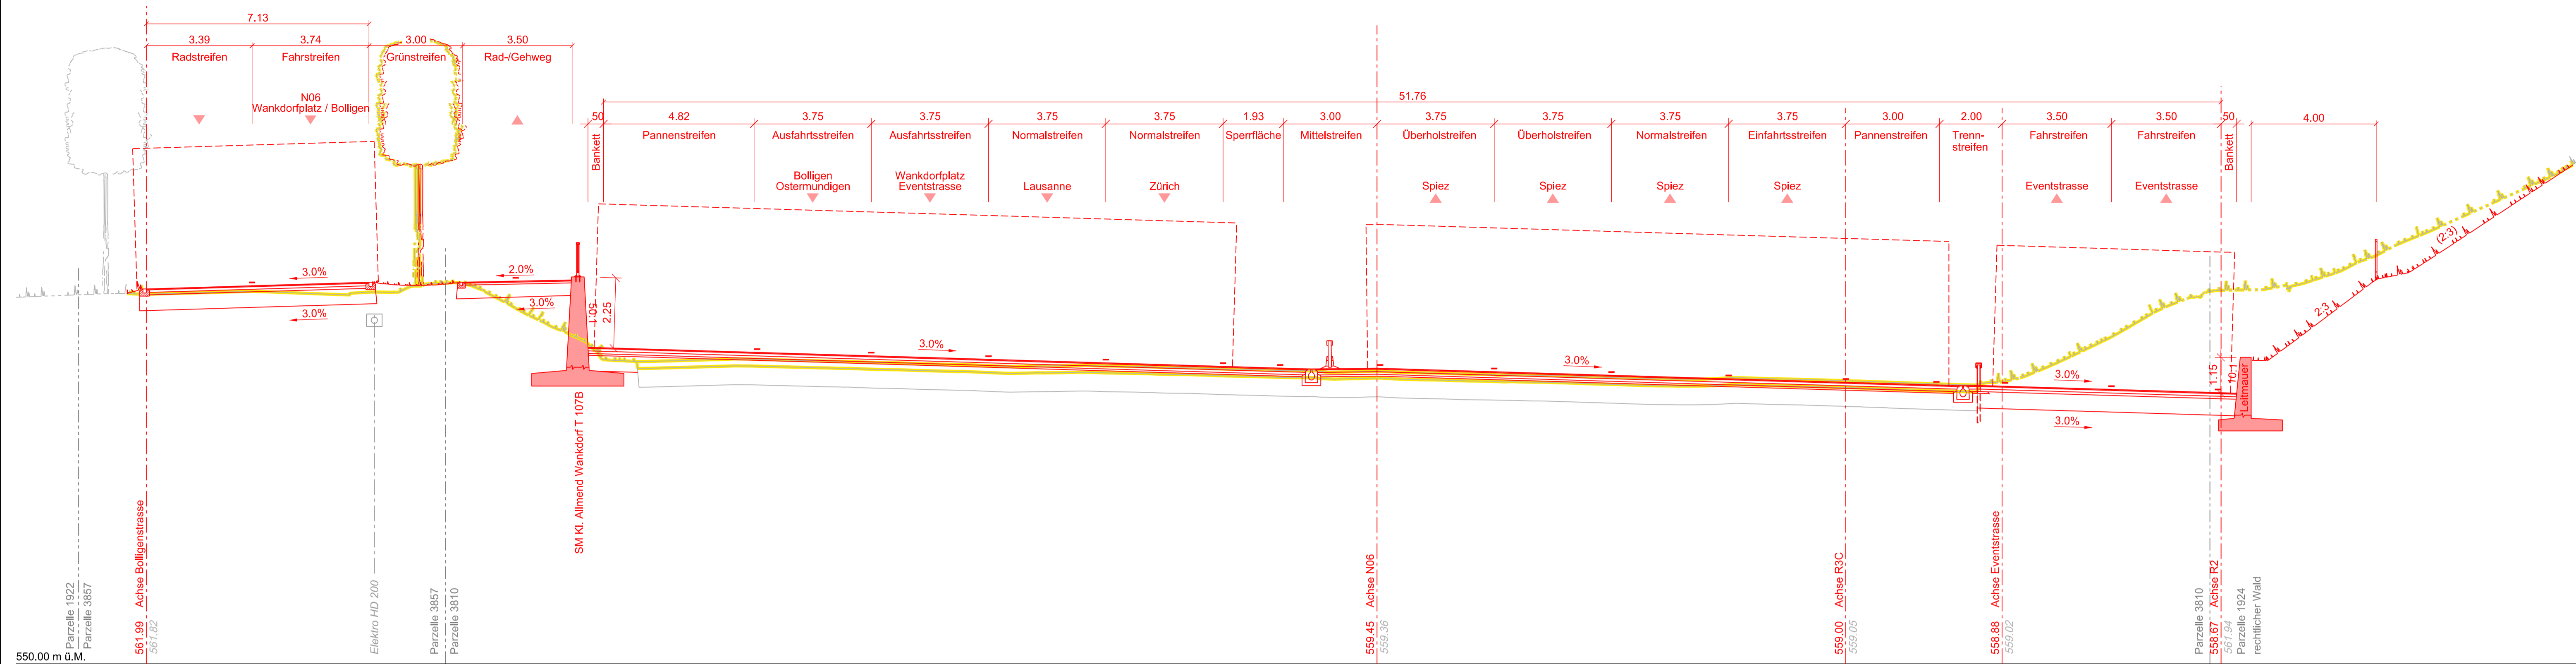 7.13
3.39 3.74 3.00 3.50
Radstreifen Fahrstreifen Grünstreifen Rad-/Gehweg
N06
Wankdorfplatz / Bolligen
51.76
50 4.82 3.75 3.75 3.75 3.75 1.93 3.00 3.75 3.75 3.75 3.75 3.00 2.00 3.50 3.50 50 4.00
Bankett Pannenstreifen Ausfahrtsstreifen Ausfahrtsstreifen Normalstreifen Normalstreifen Sperrfläche Mittelstreifen Überholstreifen Überholstreifen Normalstreifen Einfahrtsstreifen Pannenstreifen Trenn-
streifen Fahrstreifen Fahrstreifen Bankett
Bolligen
Ostermundigen
Wankdorfplatz
Eventstrasse
Lausanne Zürich Spiez Spiez Spiez Spiez Eventstrasse Eventstrasse
3.0%
3.0%
2.0%
3.0%
1.05
2.25
3.0%
3.0%
3.0%
3.0%
1.15
10:1
Leitmauer
2:3
(2:3)
SM Kl. Allmend Wankdorf T 107B
Parzelle 1922
Parzelle 3857
561.99 Achse Bolligenstrasse
561.82
Elektro HD 200
Parzelle 3857
Parzelle 3810
559.45 Achse N06
559.36
559.00 Achse R3C
559.05
558.88 Achse Eventstrasse
559.02
Parzelle 3810
558.67 Achse R2
561.94
Parzelle 1924
rechtlicher Wald
550.00 m ü.M.